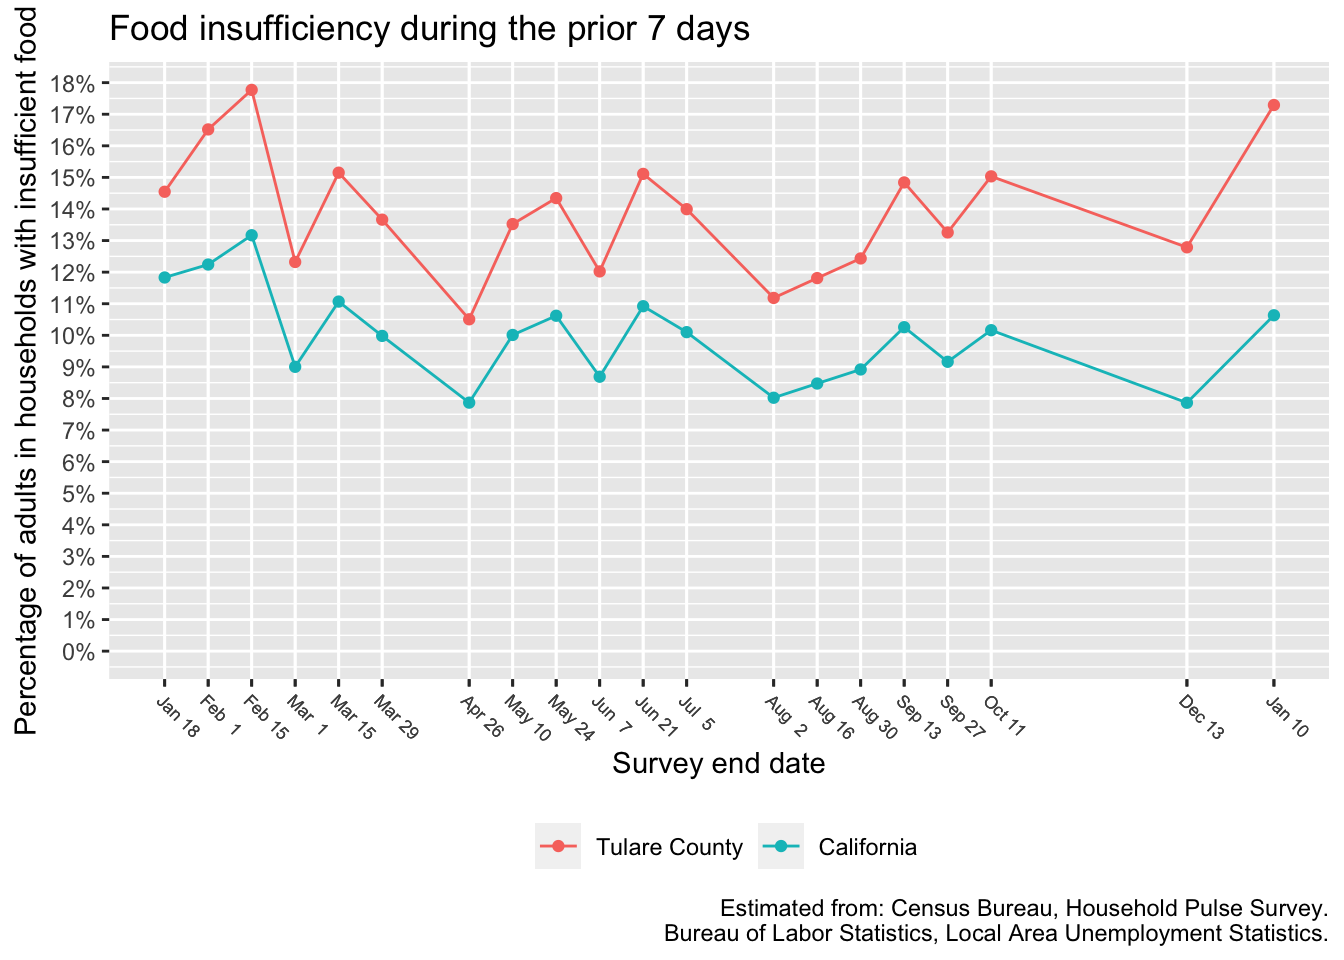 Food insufficiency during the prior 7 days
Percentage of adults in households with insufficient food
18%
17%
16%
15%
14%
13%
12%
11%
10%
9%
8%
7%
6%
5%
4%
3%
2%
1%
0%
Jan 18
Feb 1
Feb 15
Mar 1
Mar 15
Mar 29
Apr 26
May 10
May 24
Jun 7
Jun 21
Jul 5
Aug 2
Aug 16
Aug 30
Sep 13
Sep 27
Oct 11
Dec 13
Jan 10
Survey end date
Tulare County
California
Estimated from: Census Bureau, Household Pulse Survey.
Bureau of Labor Statistics, Local Area Unemployment Statistics.